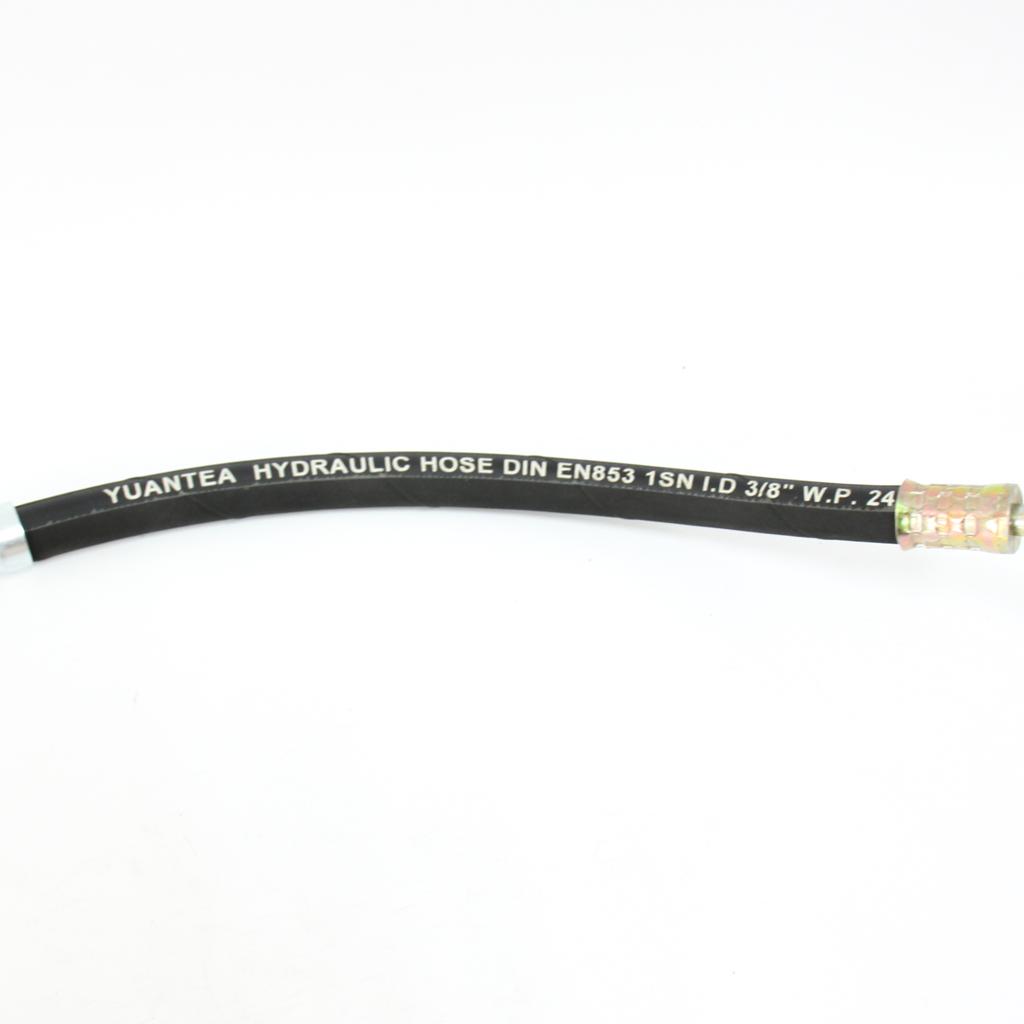 YUANTEA HYDRAULIC HOSE DIN EN853 1SN I.D 3/8" W.P. 24